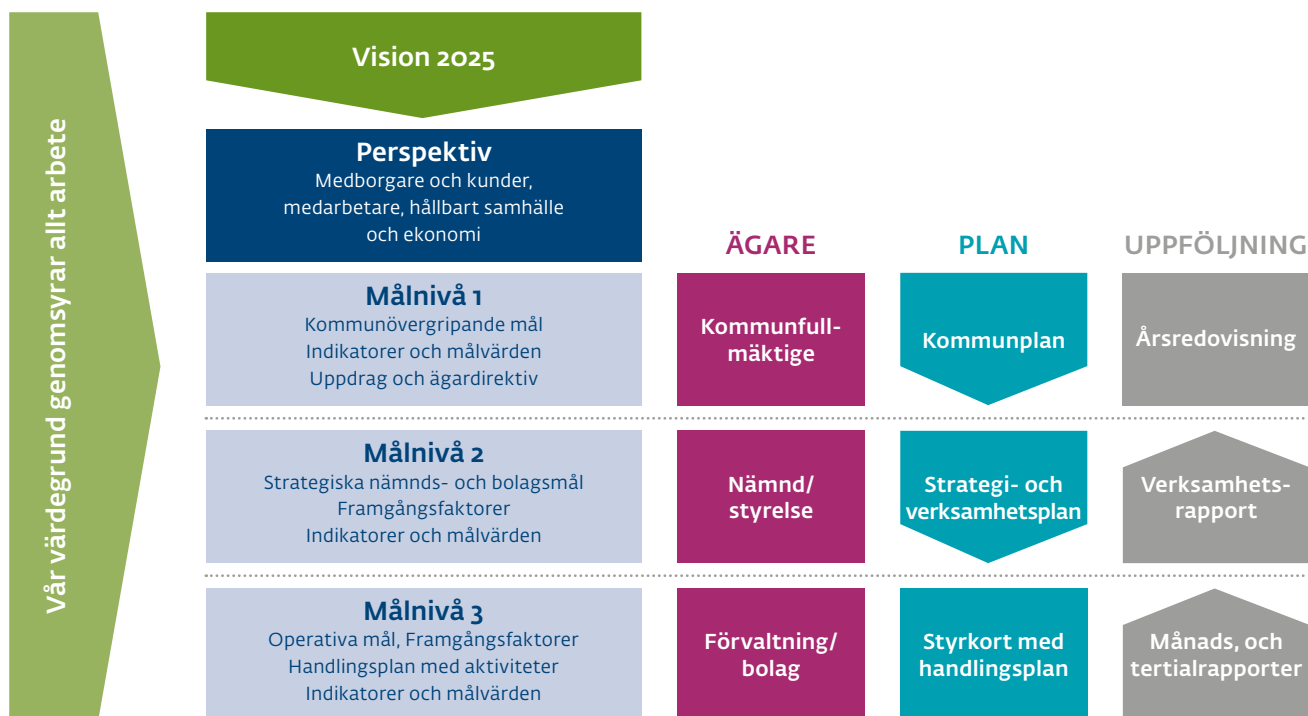 Vår värdegrund genomsyrar allt arbete
Vision 2025
Perspektiv
Medborgare och kunder,
medarbetare, hållbart samhälle
och ekonomi
ÄGARE
PLAN
UPPFÖLJNING
Målnivå 1
Kommunövergripande mål
Indikatorer och målvärden
Uppdrag och ägardirektiv
Kommunfull-
mäktige
Kommunplan
Årsredovisning
Målnivå 2
Strategiska nämnds- och bolagsmål
Framgångsfaktorer
Indikatorer och målvärden
Nämnd/
styrelse
Strategi- och
verksamhetsplan
Verksamhets-
rapport
Målnivå 3
Operativa mål, Framgångsfaktorer
Handlingsplan med aktiviteter
Indikatorer och målvärden
Förvaltning/
bolag
Styrkort med
handlingsplan
Månads, och
tertialrapporter